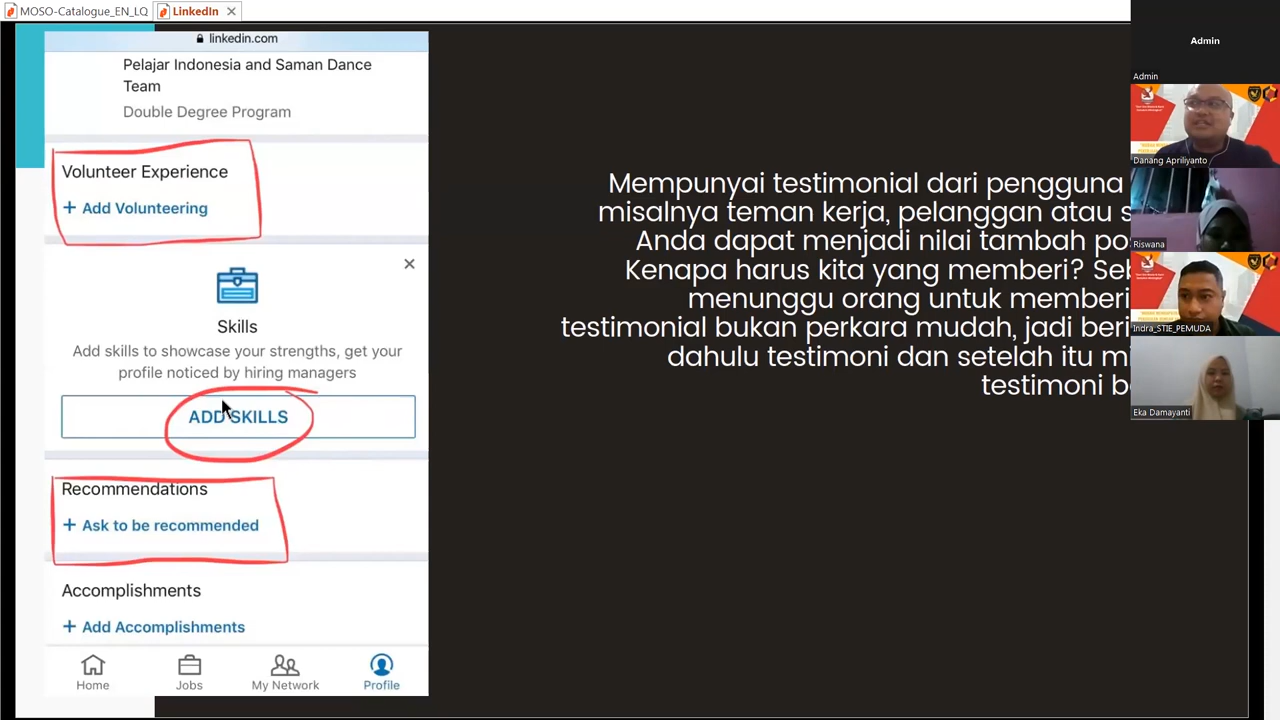 MOSO-Catalogue_EN_LQ
LinkedIn
linkedin.com
Pelajar Indonesia and Saman Dance
Team
Double Degree Program
Volunteer Experience
+ Add Volunteering
Skills
Add skills to showcase your strengths, get your
profile noticed by hiring managers
ADD SKILLS
Recommendations
+ Ask to be recommended
Accomplishments
+ Add Accomplishments
Home
Jobs
My Network
Profile
Mempunyai testimonial dari pengguna
misalnya teman kerja, pelanggan atau s
Anda dapat menjadi nilai tambah po
Kenapa harus kita yang memberi? Seb
menunggu orang untuk memberi
testimonial bukan perkara mudah, jadi beri
dahulu testimoni dan setelah itu mi
testimoni b
Admin
Admin
Danang Apriliyanto
Riswana
Indra_STIE_PEMUDA
Eka Damayanti